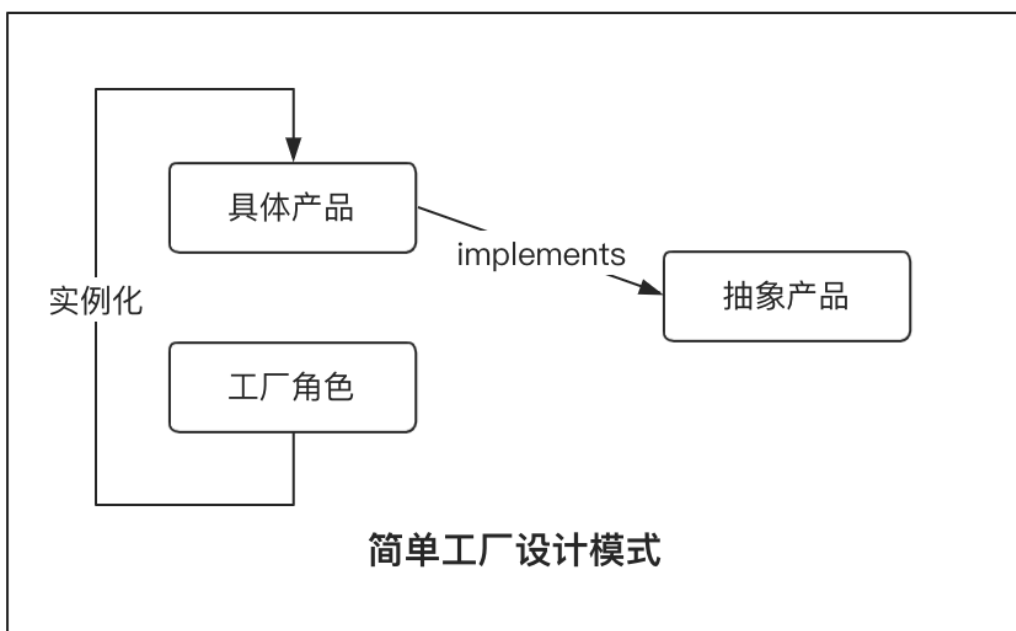 具体产品
implements
抽象产品
实例化
工厂角色
简单工厂设计模式